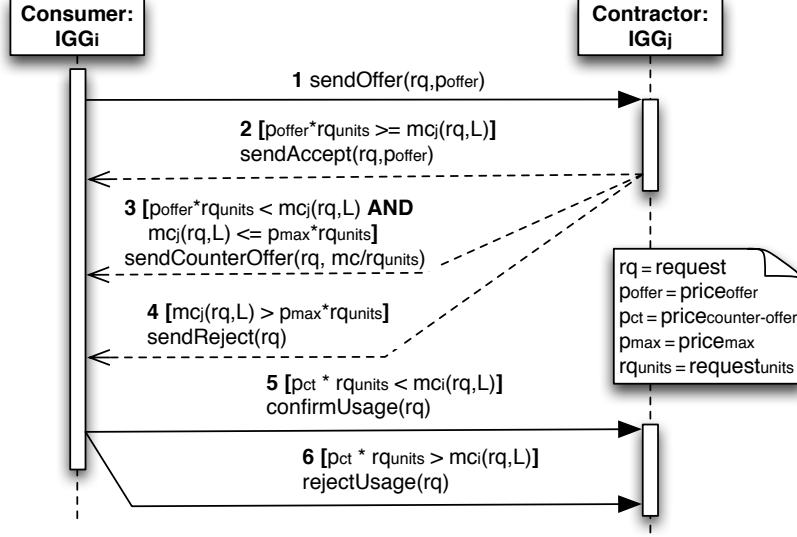 Consumer:
IGGi
Contractor:
IGGj
1 sendOffer(rq,poffer)
2 [poffer*rqunits >= mcj(rq,L)]
sendAccept(rq,poffer)
3 [poffer*rqunits < mcj(rq,L) AND
mcj(rq,L) <= pmax*rqunits]
sendCounterOffer(rq, mc/rqunits)
4 [mcj(rq,L) > pmax*rqunits]
sendReject(rq)
rq = request
poffer = priceoffer
pct = pricecounter-offer
pmax = pricemax
rqunits = requestunits
5 [pct * rqunits < mci(rq,L)]
confirmUsage(rq)
6 [pct * rqunits > mci(rq,L)]
rejectUsage(rq)